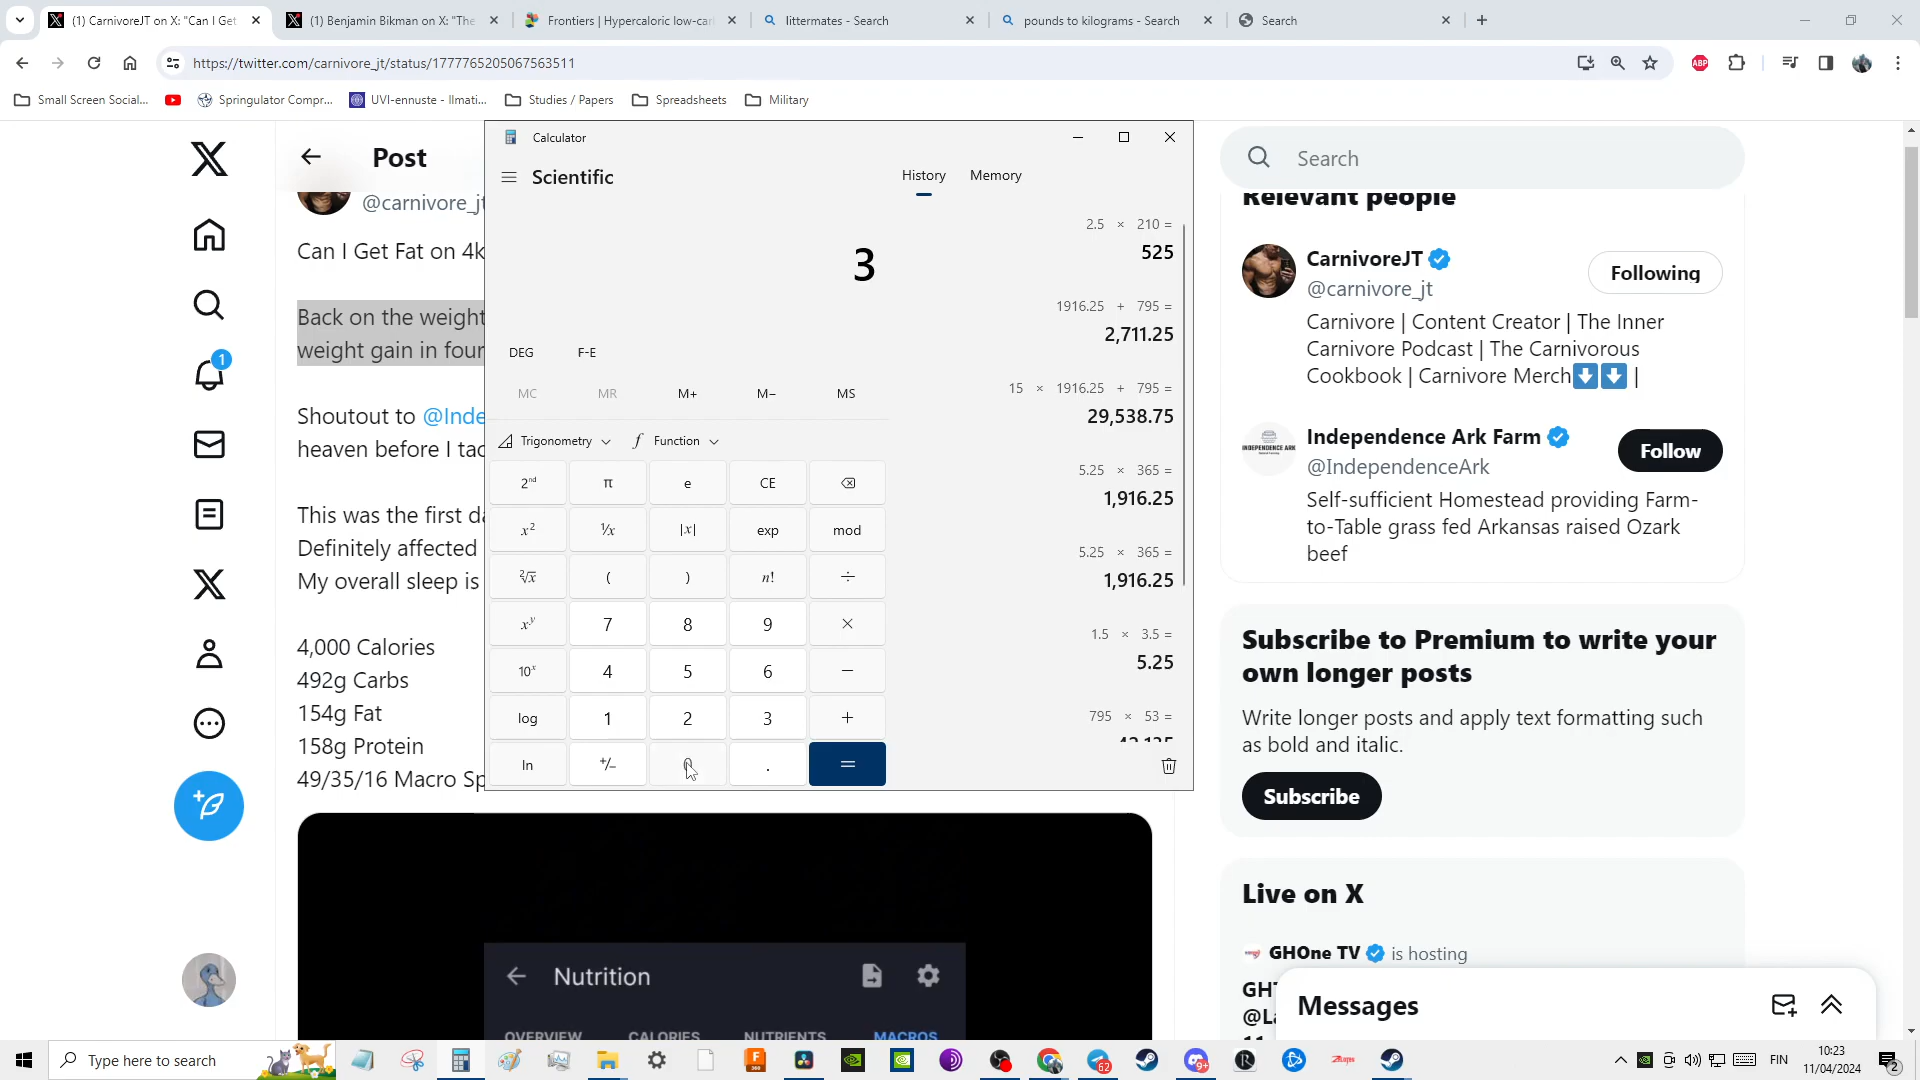 (1) CarnivoreJT on X: "Can I Get
(1) Benjamin Bikman on X: "The
Frontiers | Hypercaloric low-car
littermates - Search
pounds to kilograms - Search
Search
https://twitter.com/carnivore_jt/status/1777765205067563511
ABP
Small Screen Social...
Springulator Compr...
UVI-ennuste - Ilmati...
Studies / Papers
Spreadsheets
Military
Post
@carnivore_jt
Can I Get Fat on 4k
Back on the weight
weight gain in four
Shoutout to @Inde
heaven before I tac
This was the first da
Definitely affected
My overall sleep is
4,000 Calories
492g Carbs
154g Fat
158g Protein
49/35/16 Macro Sp
Nutrition
OVERVIEW CALORIES NUTRIENTS MACROS
1
Calculator
Scientific
3
DEG F-E
MC MR M+ M− MS
Trigonometry f Function
2nd π e CE
x² ¹⁄x |x| exp mod
²√x ( ) n! ÷
xʸ 7 8 9 ×
10ˣ 4 5 6 −
log 1 2 3 +
ln +/− 0 . =
History Memory
2.5 × 210 =
525
1916.25 + 795 =
2,711.25
15 × 1916.25 + 795 =
29,538.75
5.25 × 365 =
1,916.25
5.25 × 365 =
1,916.25
1.5 × 3.5 =
5.25
795 × 53 =
42,135
Search
Relevant people
CarnivoreJT
@carnivore_jt
Following
Carnivore | Content Creator | The Inner
Carnivore Podcast | The Carnivorous
Cookbook | Carnivore Merch⬇⬇ |
INDEPENDENCE ARK
Independence Ark Farm
@IndependenceArk
Follow
Self-sufficient Homestead providing Farm-
to-Table grass fed Arkansas raised Ozark
beef
Subscribe to Premium to write your
own longer posts
Write longer posts and apply text formatting such
as bold and italic.
Subscribe
Live on X
GHOne TV is hosting
Messages
Type here to search
62
9+
FIN
10:23
11/04/2024
2